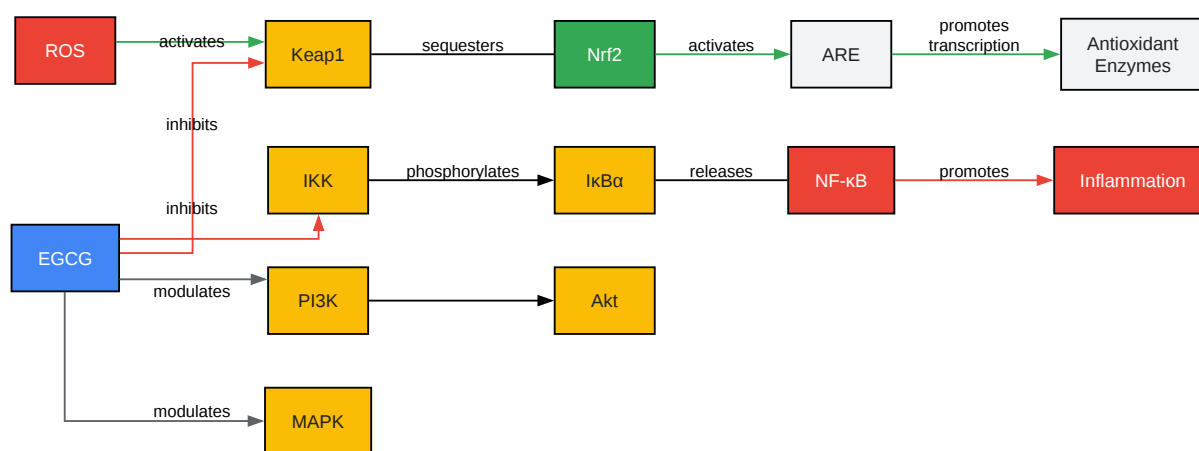 ROS
activates
Keap1
sequesters
Nrf2
activates
ARE
promotes
transcription
Antioxidant
Enzymes
inhibits
IKK
phosphorylates
IκBα
releases
NF-κB
promotes
Inflammation
inhibits
EGCG
modulates
PI3K
Akt
modulates
MAPK